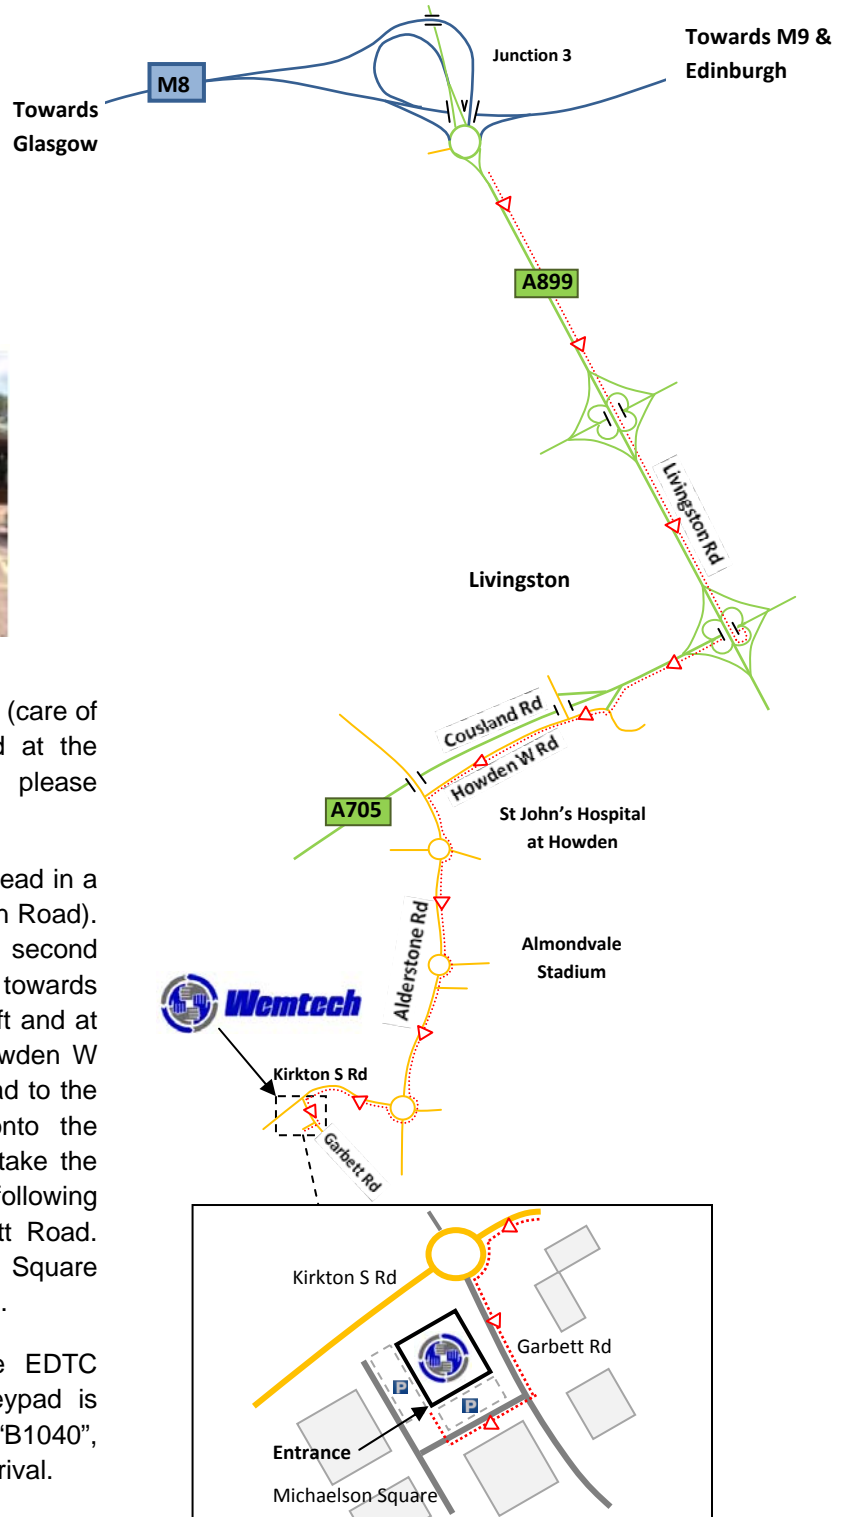 Junction 3
Towards M9 &
Edinburgh
M8
Towards
Glasgow
A899
Livingston Rd
Livingston
Cousland Rd
Howden W Rd
A705
St John's Hospital
at Howden
Alderstone Rd
Almondvale
Stadium
Wemtech
Kirkton S Rd
Garbett Rd
(care of
d at the
please
ead in a
n Road).
second
towards
ft and at
wden W
ad to the
onto the
take the
following
tt Road.
Square
.
e EDTC
eypad is
“B1040”,
rival.
Kirkton S Rd
Garbett Rd
P
P
Entrance
Michaelson Square